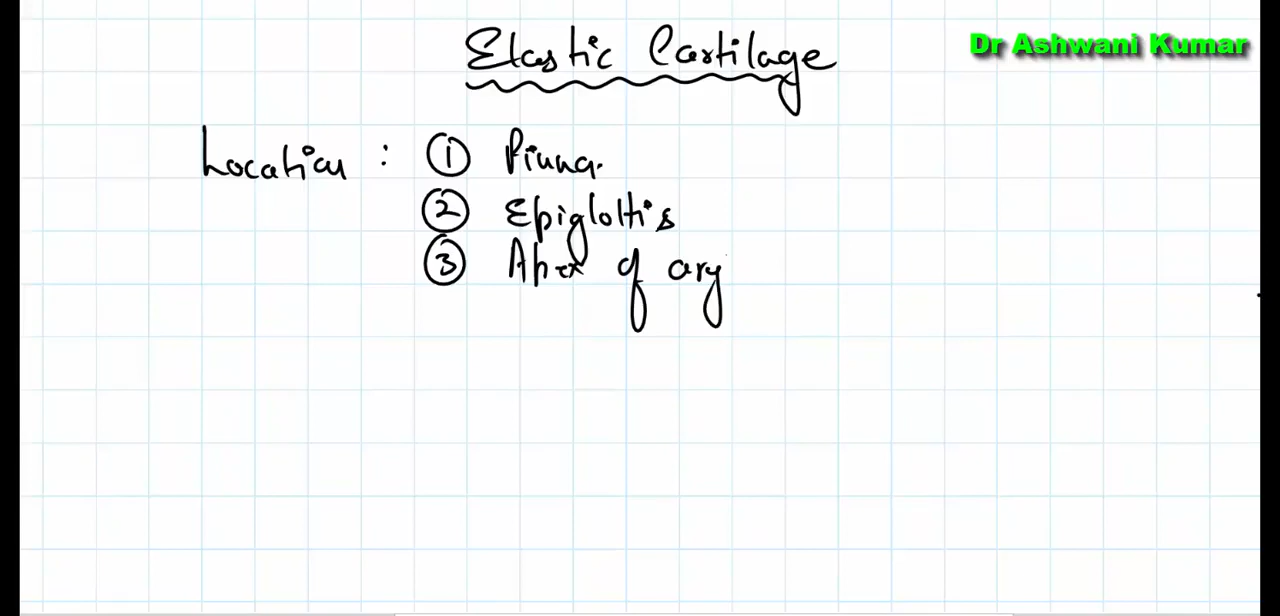 Elastic Cartilage
Dr Ashwani Kumar
Location : ① Pinna.
② Epiglottis
③ Apex of ary